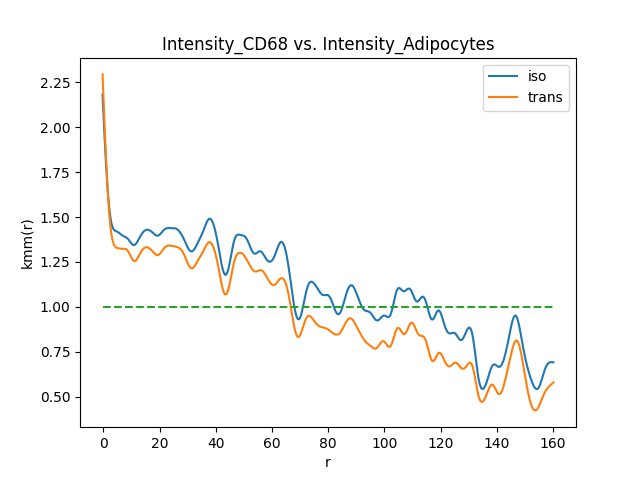 Intensity_CD68 vs. Intensity_Adipocytes
iso
trans
kmm(r)
2.25
2.00
1.75
1.50
1.25
1.00
0.75
0.50
0 20 40 60 80 100 120 140 160
r